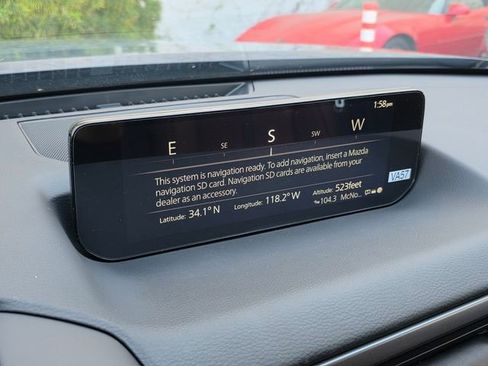 1:58pm
E SE S SW W
This system is navigation ready. To add navigation, insert a Mazda
navigation SD card. Navigation SD cards are available from your
dealer as an accessory.
VA57
Latitude: 34.1° N Longitude: 118.2° W Altitude: 523feet
104.3 McNo...